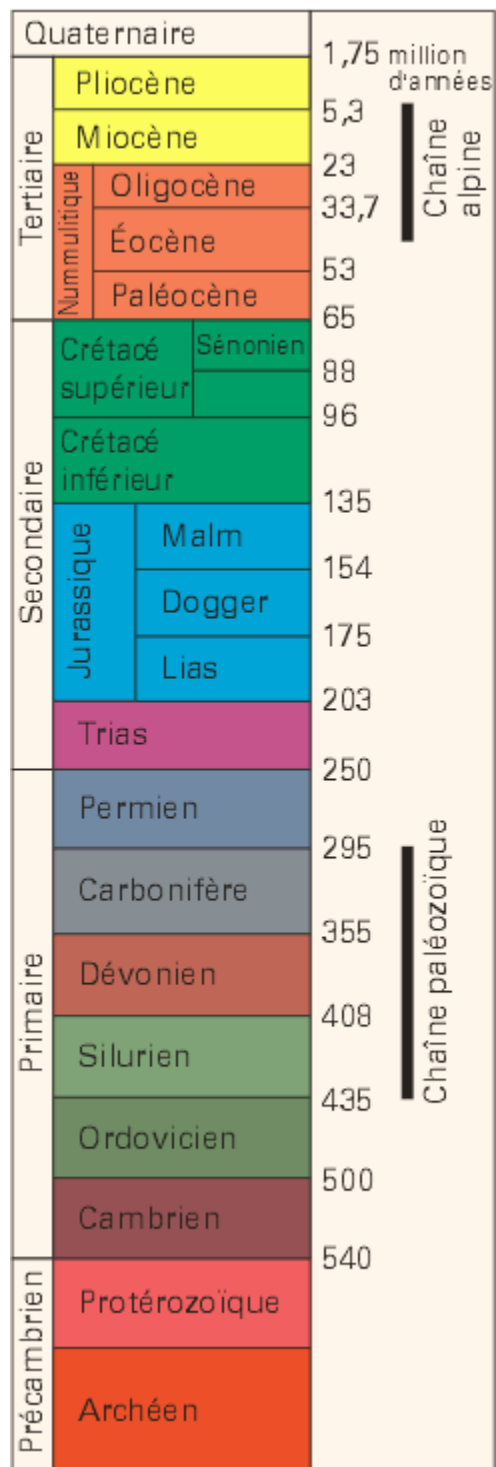 Quaternaire
1,75 million
d'années
Tertiaire
Pliocène
5,3
Miocène
23
Nummulitique
Oligocène
33,7
Éocène
53
Paléocène
65
Chaîne
alpine
Secondaire
Crétacé
supérieur
Sénonien
88
96
Crétacé
inférieur
135
Jurassique
Malm
154
Dogger
175
Lias
203
Trias
250
Primaire
Permien
295
Carbonifère
355
Dévonien
408
Silurien
435
Chaîne paléozoïque
Ordovicien
500
Cambrien
540
Précambrien
Protérozoïque
Archéen